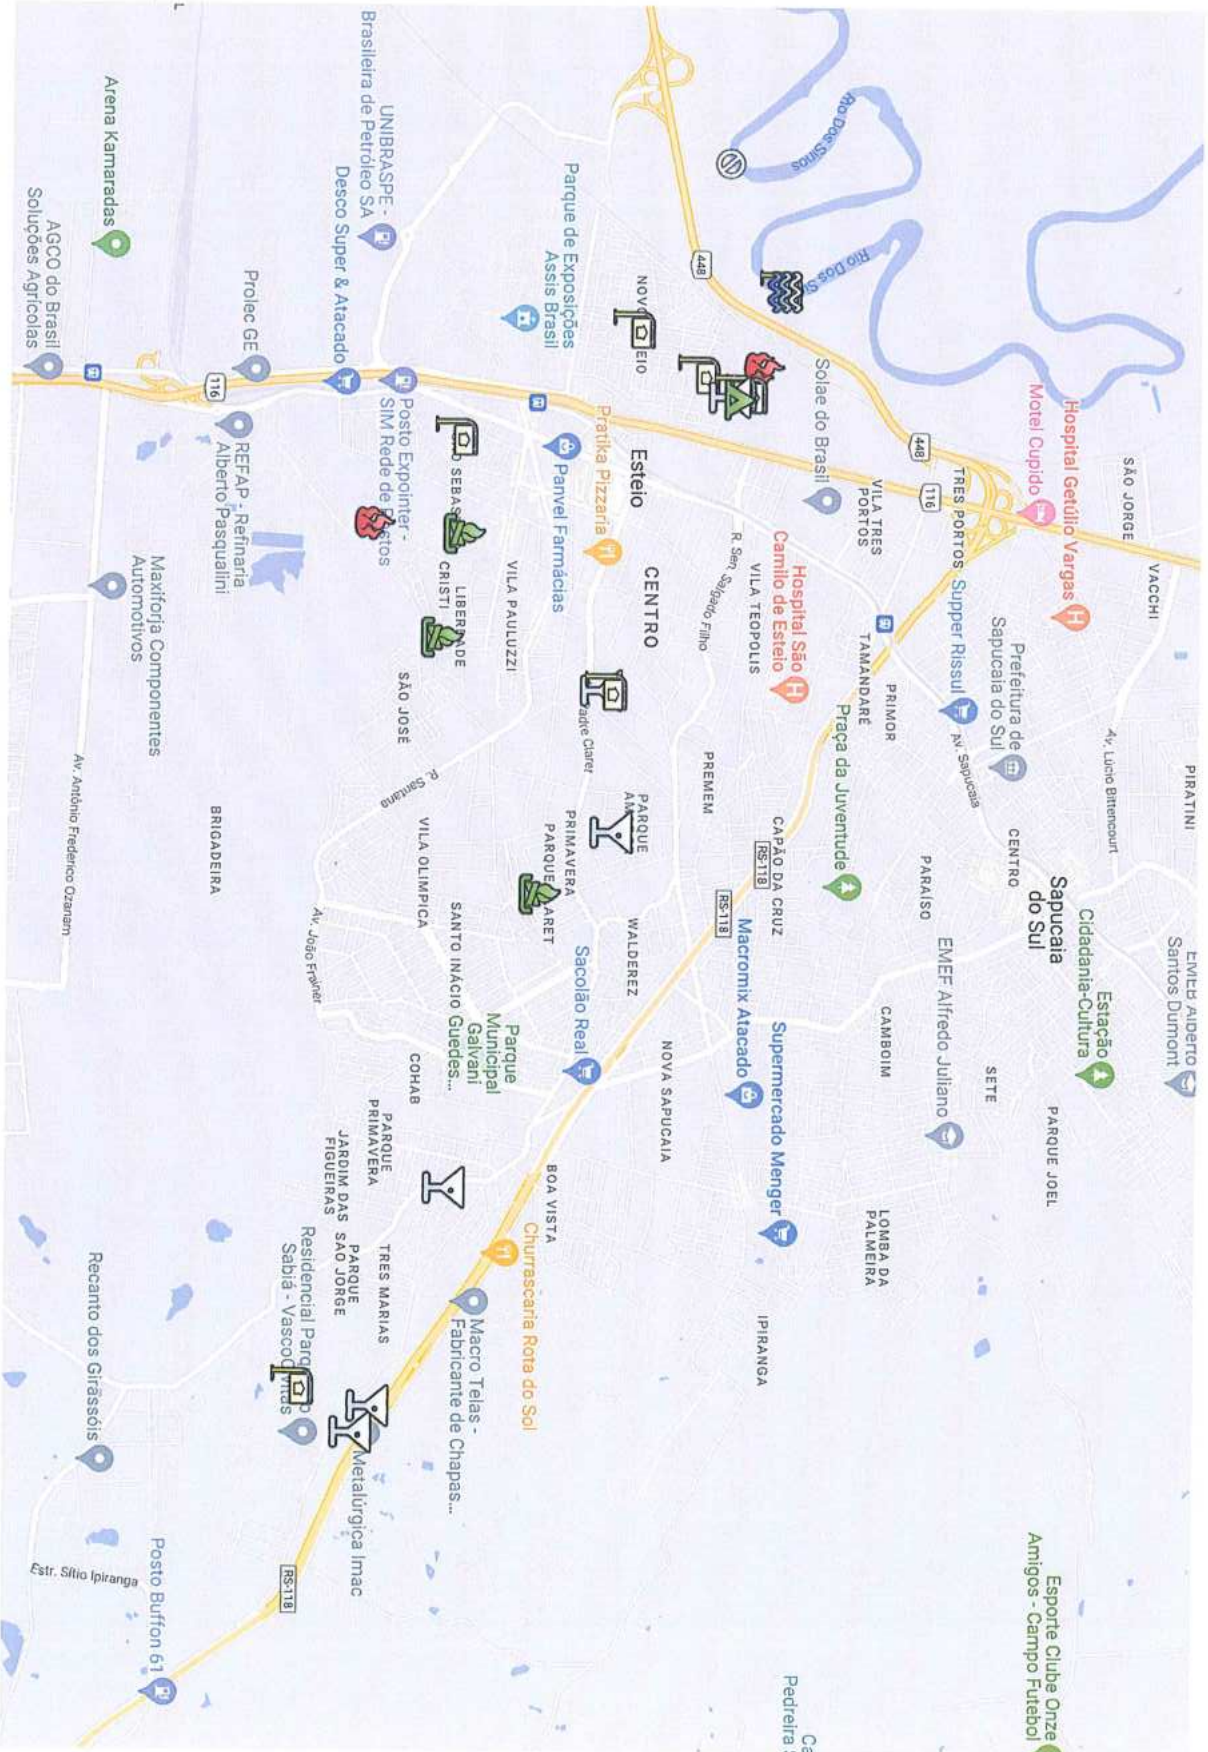 EMEB Alberto
Santos Dumont
PIRATINI
VACCHI
SÃO JORGE
Av. Lúcio Bittencourt
Estação
Cidadania-Cultura
Hospital Getúlio Vargas
Motel Cupido
Sapucaia
do Sul
PARQUE JOEL
Esporte Clube Onze
Amigos - Campo Futebol
Prefeitura de
Sapucaia do Sul
CENTRO
SETE
TRES PORTOS
Supper Rissul
Av. Sapucaia
EMEF Alfredo Juliano
448
116
PARAÍSO
PRIMOR
CAMBOIM
LOMBA DA
PALMEIRA
VILA TRES
PORTOS
TAMANDARÉ
Rio Dos Sinos
Praça da Juventude
Solae do Brasil
Pedreira
Hospital São
Camilo de Esteio
CAPÃO DA CRUZ
RS-118
Supermercado Menger
VILA TEOPOLIS
IPIRANGA
Macromix Atacado
R. Sen. Salgado Filho
RS-118
448
PREMEM
NOVA SAPUCAIA
Esteio
CENTRO
PARQUE
WALDEREZ
Pratika Pizzaria
Sacolão Real
Parque de Exposições
Assis Brasil
PRIMAVERA
PARQUE
Panvel Farmácias
BOA VISTA
Churrascaria Rota do Sol
VILA PAULUZZI
Parque
Municipal
Galvani
Guedes...
SANTO INÁCIO
Macro Telas -
Fabricante de Chapas...
CRISTI
VILA OLIMPICA
COHAB
SÃO JOSÉ
R. Santana
Posto Expointer -
SIM Rede de
UNIBRASPE -
Brasileira de Petróleo SA
PARQUE
PRIMAVERA
TRES MARIAS
Desco Super & Atacado
JARDIM DAS
FIGUEIRAS
PARQUE
SAO JORGE
Metalúrgica Imac
Av. João Frainer
Residencial
Sabiá -
RS-118
Prolec GE
116
REFAP - Refinaria
Alberto Pasqualini
BRIGADEIRA
Maxiforja Componentes
Automotivos
Posto Buffon 61
Arena Kamaradas
Recanto dos Girassóis
Estr. Sítio Ipiranga
Av. Antônio Frederico Ozanam
AGCO do Brasil
Soluções Agrícolas